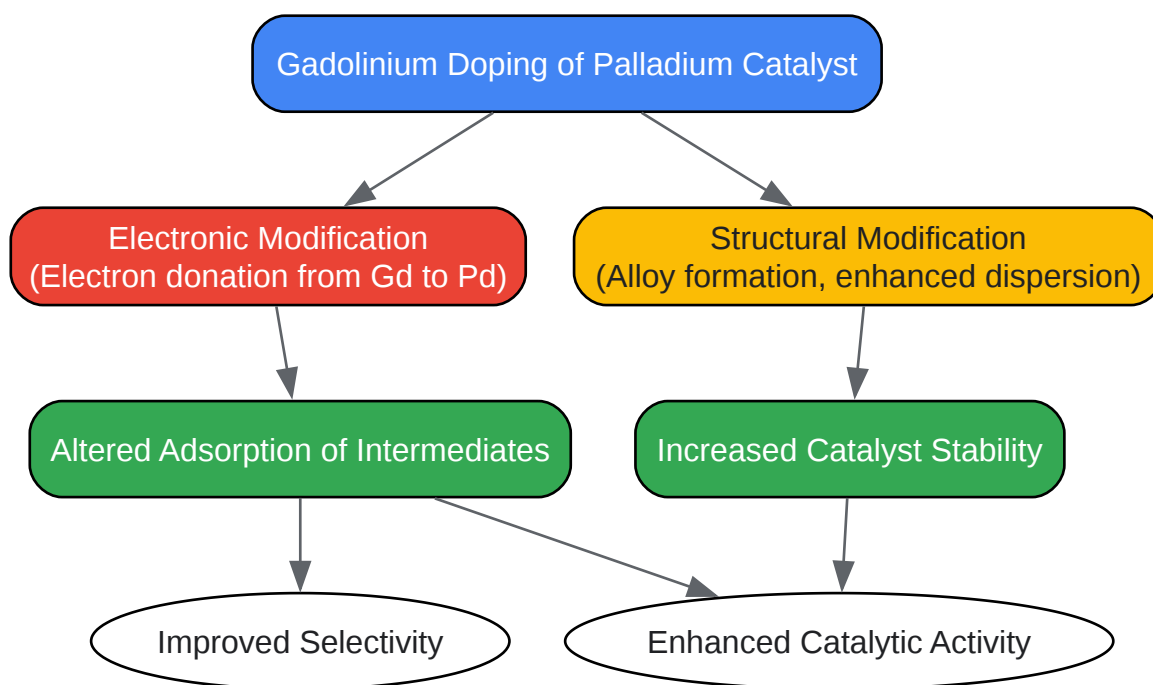 Gadolinium Doping of Palladium Catalyst
Electronic Modification
(Electron donation from Gd to Pd)
Structural Modification
(Alloy formation, enhanced dispersion)
Altered Adsorption of Intermediates
Increased Catalyst Stability
Improved Selectivity
Enhanced Catalytic Activity